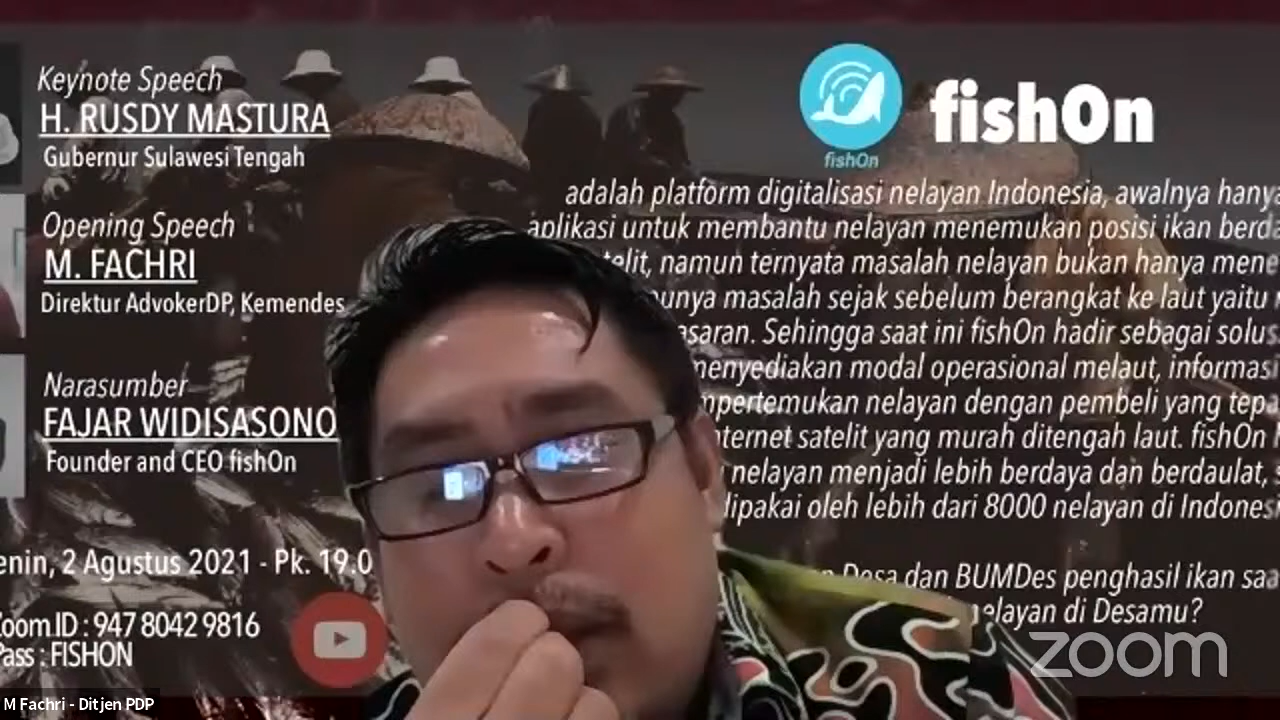 Keynote Speech
H. RUSDY MASTURA
Gubernur Sulawesi Tengah
Opening Speech
M. FACHRI
Direktur AdvokerDP, Kemendes
Narasumber
FAJAR WIDISASONO
Founder and CEO fishOn
enin, 2 Agustus 2021 - Pk. 19.0
Zoom ID : 947 8042 9816
Pass : FISHON
M Fachri - Ditjen PDP
fishOn
fishOn
adalah platform digitalisasi nelayan Indonesia, awalnya hanya
aplikasi untuk membantu nelayan menemukan posisi ikan berda
telit, namun ternyata masalah nelayan bukan hanya mene
punya masalah sejak sebelum berangkat ke laut yaitu
asaran. Sehingga saat ini fishOn hadir sebagai solus
menyediakan modal operasional melaut, informasi
mpertemukan nelayan dengan pembeli yang tepa
nternet satelit yang murah ditengah laut. fishOn
nelayan menjadi lebih berdaya dan berdaulat,
dipakai oleh lebih dari 8000 nelayan di Indones
Desa dan BUMDes penghasil ikan saa
nelayan di Desamu?
zoom